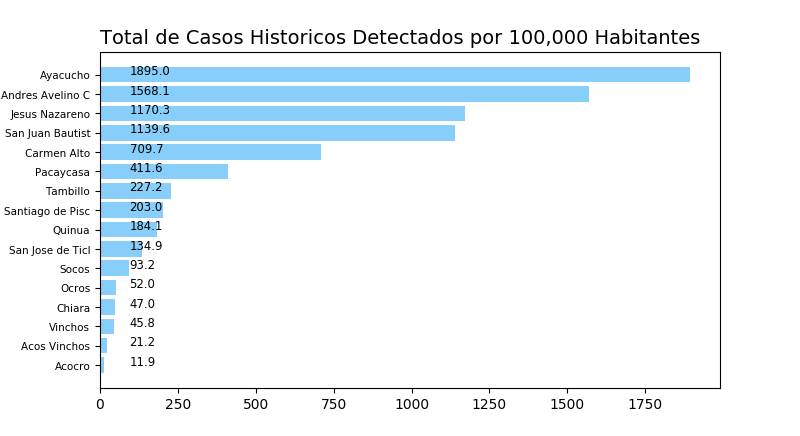 Total de Casos Historicos Detectados por 100,000 Habitantes
Ayacucho 1895.0
Andres Avelino C 1568.1
Jesus Nazareno 1170.3
San Juan Bautist 1139.6
Carmen Alto 709.7
Pacaycasa 411.6
Tambillo 227.2
Santiago de Pisc 203.0
Quinua 184.1
San Jose de Ticl 134.9
Socos 93.2
Ocros 52.0
Chiara 47.0
Vinchos 45.8
Acos Vinchos 21.2
Acocro 11.9
0 250 500 750 1000 1250 1500 1750